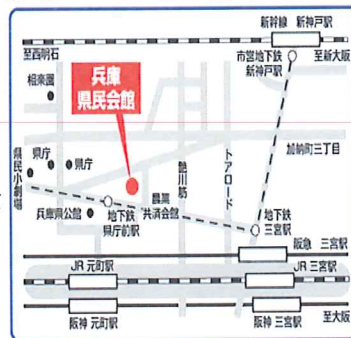 新幹線 新神戸駅
至西明石
至新大阪
市営地下鉄
新神戸駅
相楽園
兵庫
県民会館
加納町三丁目
県庁
県庁
県民小劇場
兵庫県公館
地下鉄
県庁前駅
農業
共済会館
鯉川筋
トアロード
地下鉄
三宮駅
阪急 三宮駅
JR 元町駅
JR 三宮駅
阪神 元町駅
阪神 三宮駅
至大阪